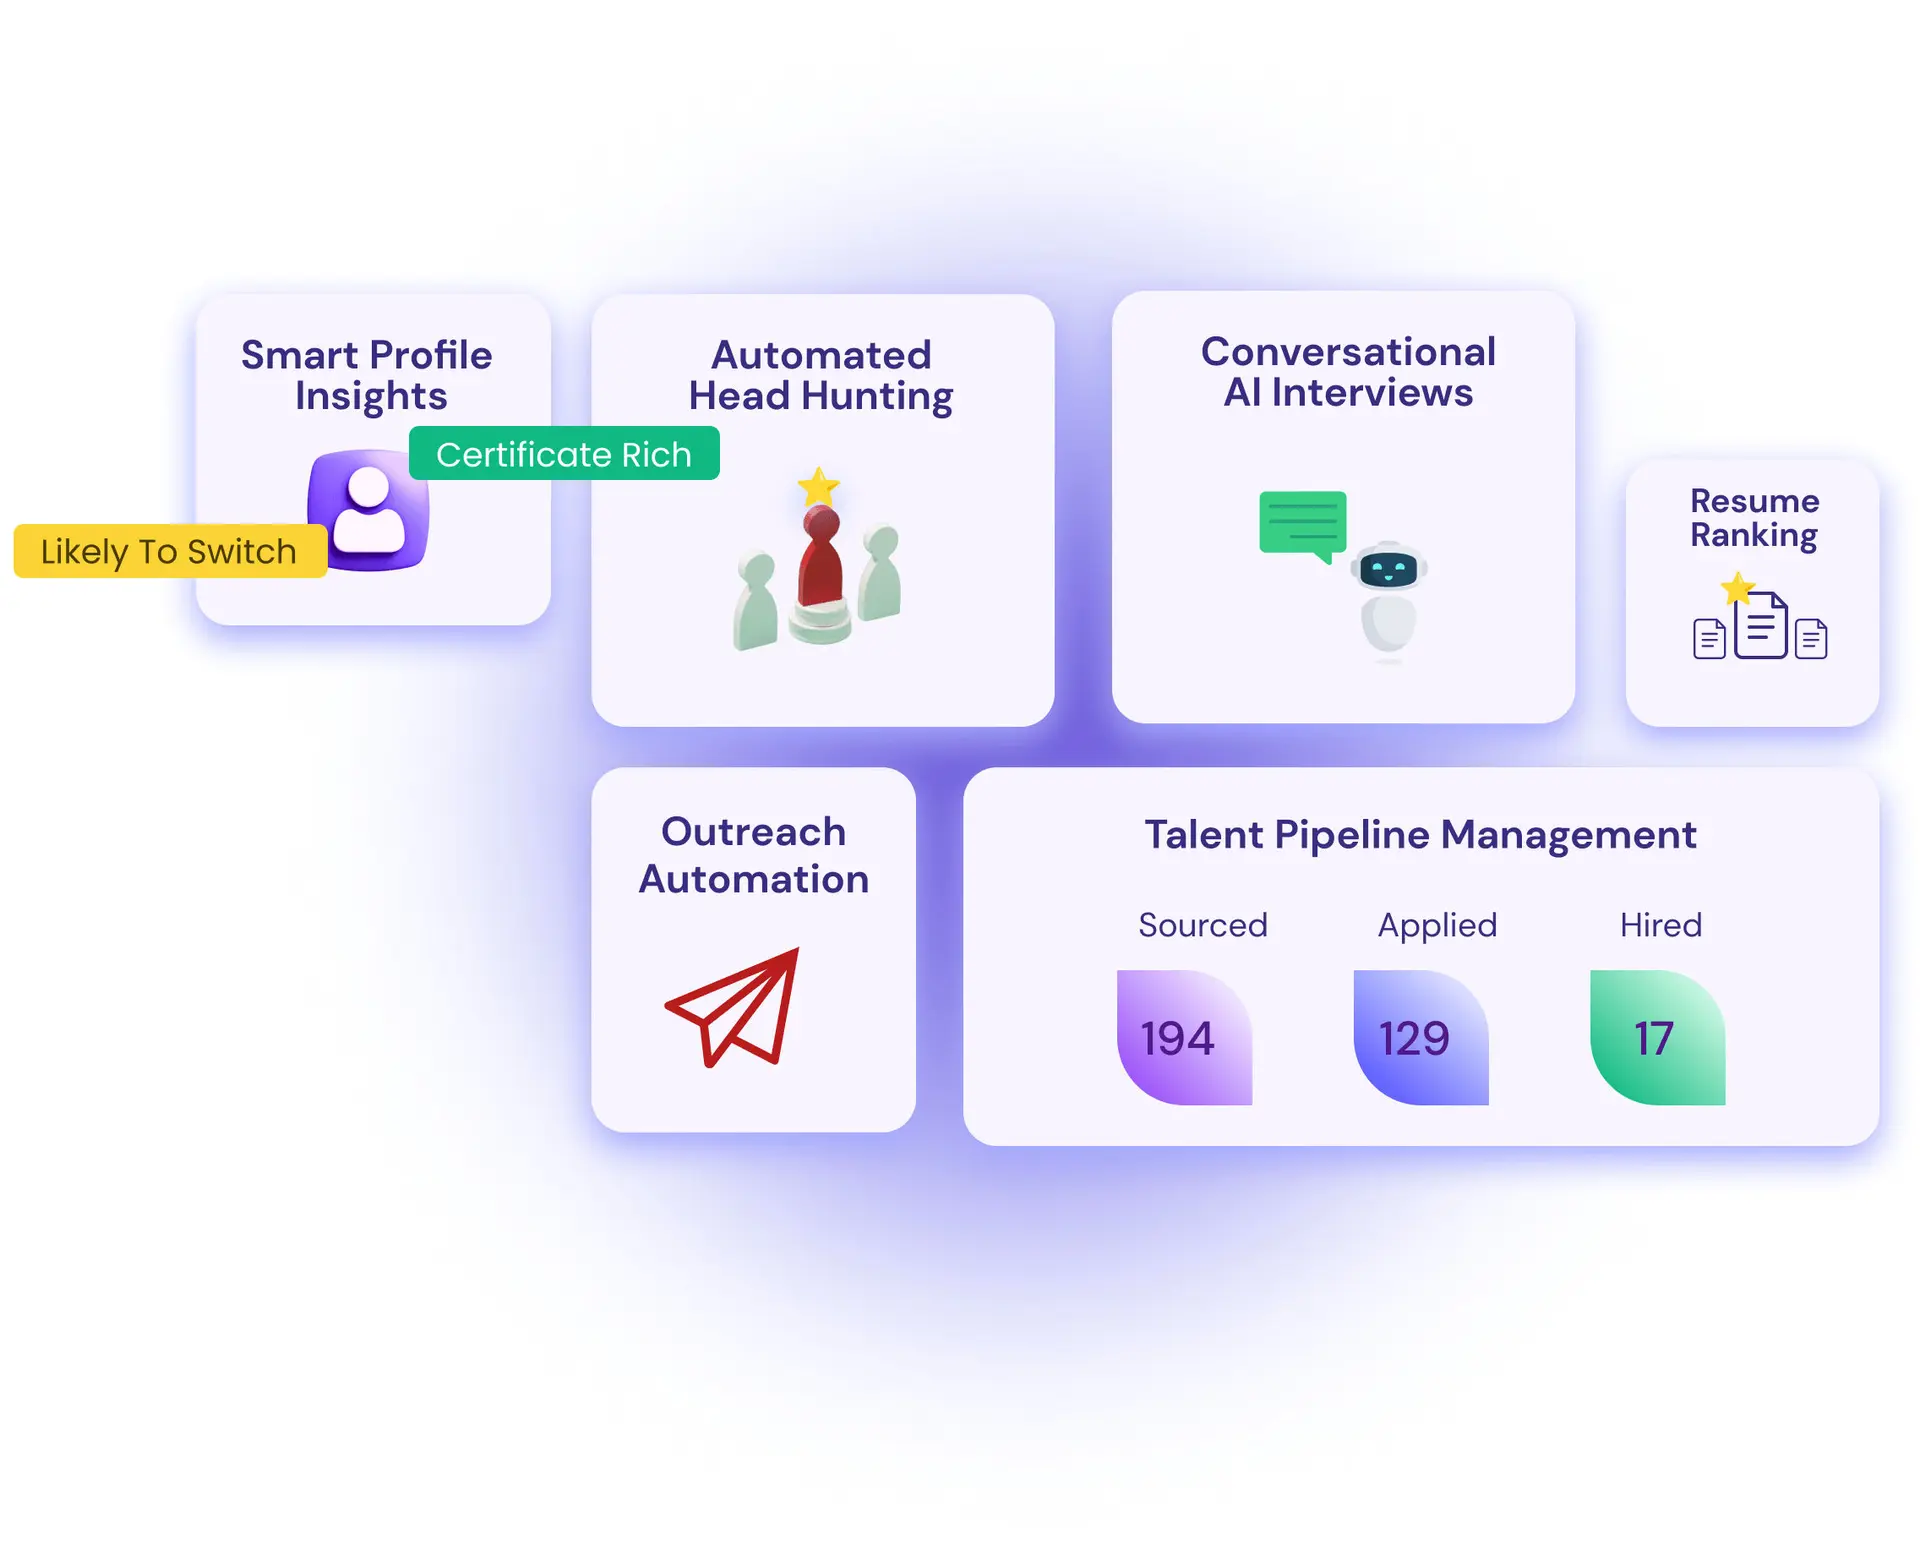 Smart Profile
Insights
Certificate Rich
Likely To Switch
Automated
Head Hunting
Conversational
AI Interviews
Resume
Ranking
Outreach
Automation
Talent Pipeline Management
Sourced
Applied
Hired
194
129
17